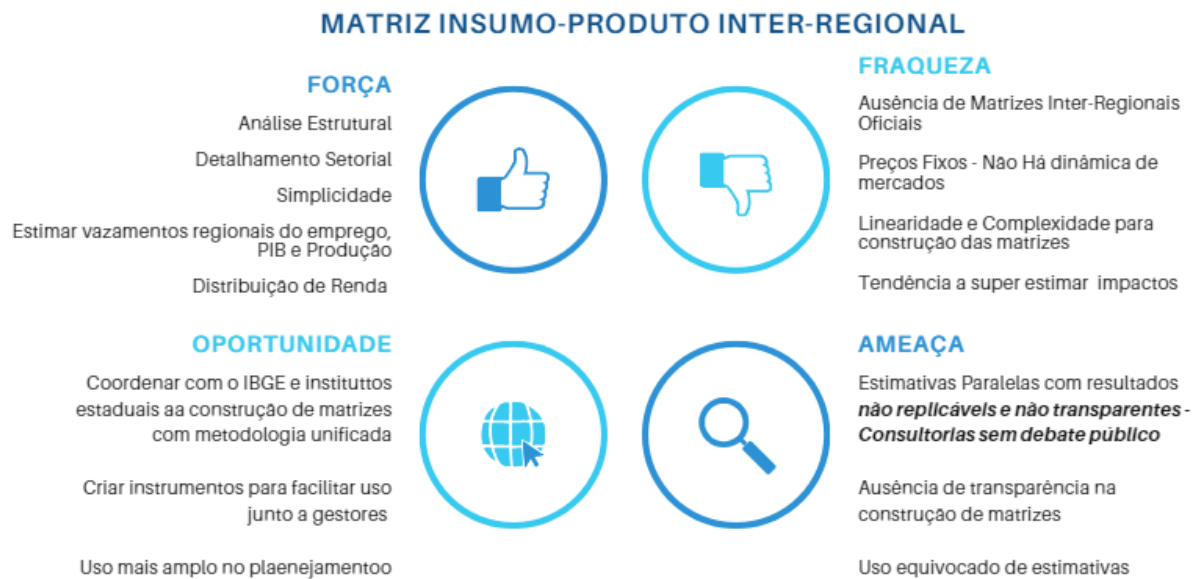 MATRIZ INSUMO-PRODUTO INTER-REGIONAL
FORÇA
Análise Estrutural
Detalhamento Setorial
Simplicidade
Estimar vazamentos regionais do emprego,
PIB e Produção
Distribuição de Renda
FRAQUEZA
Ausência de Matrizes Inter-Regionais
Oficiais
Preços Fixos - Não Há dinâmica de
mercados
Linearidade e Complexidade para
construção das matrizes
Tendência a super estimar impactos
OPORTUNIDADE
Coordenar com o IBGE e instituttos
estaduais aa construção de matrizes
com metodologia unificada
Criar instrumentos para facilitar uso
junto a gestores
Uso mais amplo no plaenejamentoo
AMEAÇA
Estimativas Paralelas com resultados
não replicáveis e não transparentes -
Consultorias sem debate público
Ausência de transparência na
construção de matrizes
Uso equivocado de estimativas